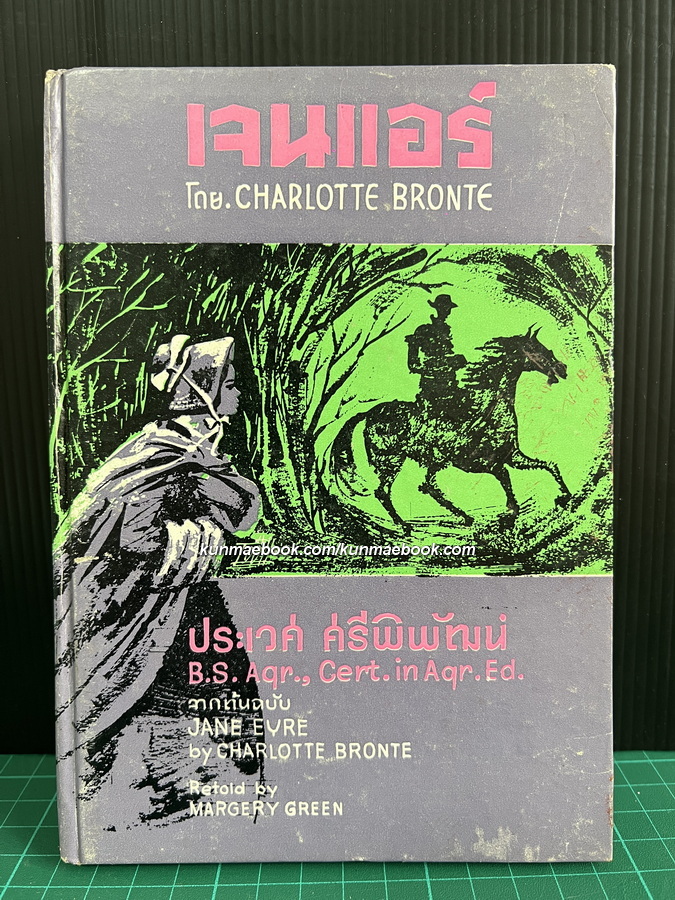 เจนแอร์
โดย. CHARLOTTE BRONTE
kunmaebook.com/kunmaebook.com
ประเวศ ศรีพิพัฒน์
B.S. Agr., Cert. in Agr. Ed.
จากต้นฉบับ
JANE EYRE
by CHARLOTTE BRONTE
Retold by
MARGERY GREEN